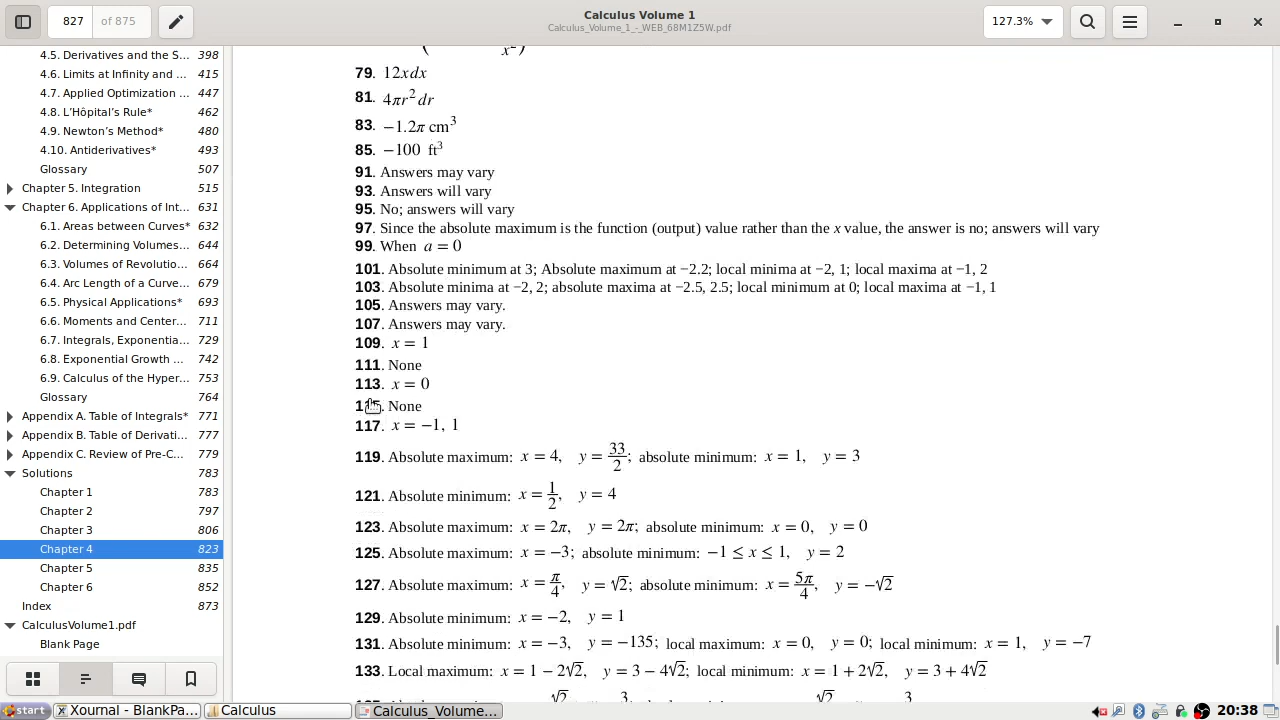 827 of 875
Calculus Volume 1
Calculus_Volume_1_-_WEB_68M1Z5W.pdf
127.3%
4.5. Derivatives and the S... 398
4.6. Limits at Infinity and ... 415
4.7. Applied Optimization ... 447
4.8. L'Hôpital's Rule* 462
4.9. Newton's Method* 480
4.10. Antiderivatives* 493
Glossary 507
Chapter 5. Integration 515
Chapter 6. Applications of Int... 631
6.1. Areas between Curves* 632
6.2. Determining Volumes... 644
6.3. Volumes of Revolutio... 664
6.4. Arc Length of a Curve... 679
6.5. Physical Applications* 693
6.6. Moments and Center... 711
6.7. Integrals, Exponentia... 729
6.8. Exponential Growth ... 742
6.9. Calculus of the Hyper... 753
Glossary 764
Appendix A. Table of Integrals* 771
Appendix B. Table of Derivati... 777
Appendix C. Review of Pre-C... 779
Solutions 783
Chapter 1 783
Chapter 2 797
Chapter 3 806
Chapter 4 823
Chapter 5 835
Chapter 6 852
Index 873
CalculusVolume1.pdf
Blank Page
79. 12xdx
81. 4πr² dr
83. −1.2π cm³
85. −100 ft³
91. Answers may vary
93. Answers will vary
95. No; answers will vary
97. Since the absolute maximum is the function (output) value rather than the x value, the answer is no; answers will vary
99. When a = 0
101. Absolute minimum at 3; Absolute maximum at −2.2; local minima at −2, 1; local maxima at −1, 2
103. Absolute minima at −2, 2; absolute maxima at −2.5, 2.5; local minimum at 0; local maxima at −1, 1
105. Answers may vary.
107. Answers may vary.
109. x = 1
111. None
113. x = 0
None
117. x = −1, 1
119. Absolute maximum: x = 4, y = 33/2; absolute minimum: x = 1, y = 3
121. Absolute minimum: x = 1/2, y = 4
123. Absolute maximum: x = 2π, y = 2π; absolute minimum: x = 0, y = 0
125. Absolute maximum: x = −3; absolute minimum: −1 ≤ x ≤ 1, y = 2
127. Absolute maximum: x = π/4, y = √2; absolute minimum: x = 5π/4, y = −√2
129. Absolute minimum: x = −2, y = 1
131. Absolute minimum: x = −3, y = −135; local maximum: x = 0, y = 0; local minimum: x = 1, y = −7
133. Local maximum: x = 1 − 2√2, y = 3 − 4√2; local minimum: x = 1 + 2√2, y = 3 + 4√2
start
Xournal - BlankPa...
Calculus
Calculus_Volume...
20:38